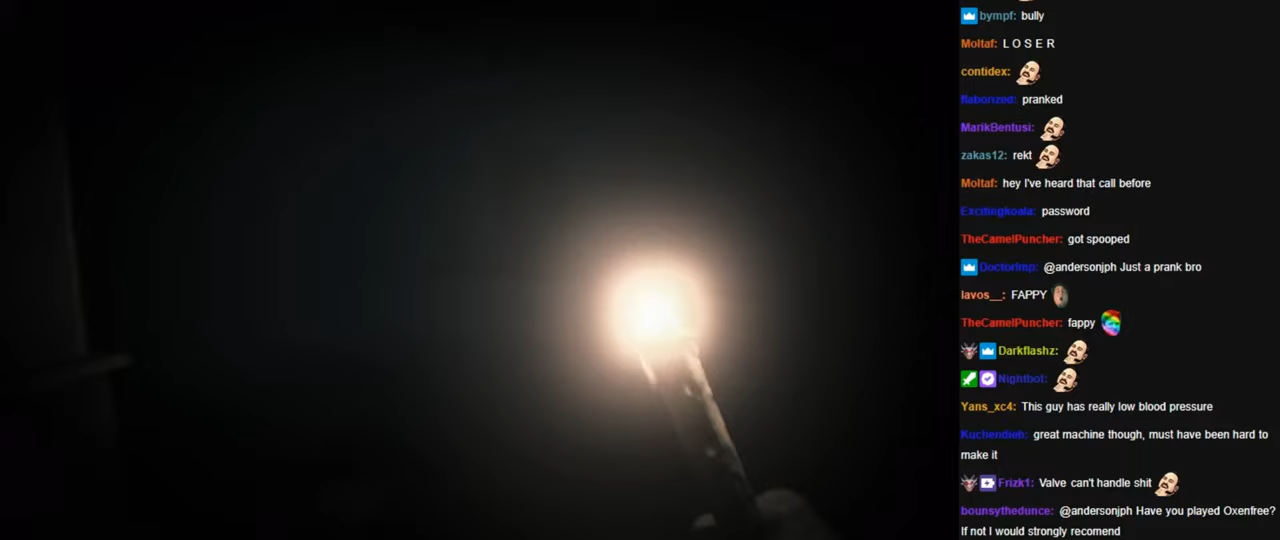 bympf: bully
Moltaf: L O S E R
contidex:
flaborized: pranked
MarikBentusi:
zakas12: rekt
Moltaf: hey I've heard that call before
Excitingkoala: password
TheCamelPuncher: got spooped
Doctorimp: @andersonjph Just a prank bro
lavos__: FAPPY
TheCamelPuncher: fappy
Darkflashz:
Nightbot:
Yans_xc4: This guy has really low blood pressure
Kuchendieb: great machine though, must have been hard to
make it
Frizk1: Valve can't handle shit
bounsythedunce: @andersonjph Have you played Oxenfree?
If not I would strongly recomend